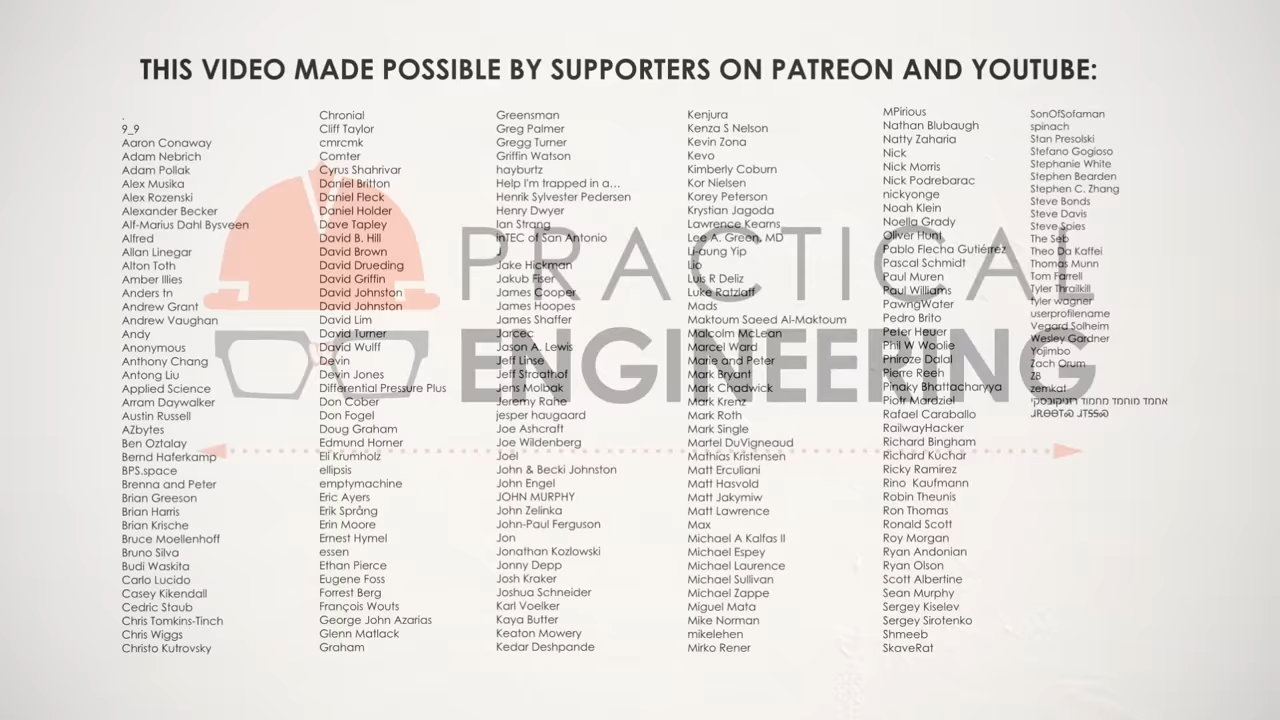 THIS VIDEO MADE POSSIBLE BY SUPPORTERS ON PATREON AND YOUTUBE:
.
9_9
Aaron Conaway
Adam Nebrich
Adam Pollak
Alex Musika
Alex Rozenski
Alexander Becker
Alf-Marius Dahl Bysveen
Alfred
Allan Linegar
Alton Toth
Amber Illies
Anders tn
Andrew Grant
Andrew Vaughan
Andy
Anonymous
Anthony Chang
Antong Liu
Applied Science
Arram Daywalker
Austin Russell
AZbytes
Ben Oztalay
Bernd Haferkamp
BPS.space
Brenna and Peter
Brian Greeson
Brian Harris
Brian Krische
Bruce Moellenhoff
Bruno Silva
Budi Waskita
Carlo Lucido
Casey Kikendall
Cedric Staub
Chris Tomkins-Tinch
Chris Wiggs
Christo Kutrovsky
Chronial
Cliff Taylor
cmrcmk
Comter
Cyrus Shahrivar
Daniel Britton
Daniel Fleck
Daniel Holder
Dave Tapley
David B. Hill
David Brown
David Drueding
David Griffin
David Johnston
David Johnston
David Lim
David Turner
David Wulff
Devin
Devin Jones
Differential Pressure Plus
Don Cober
Don Fogel
Doug Graham
Edmund Horner
Eli Krumholz
ellipsis
emptymachine
Eric Ayers
Erik Språng
Erin Moore
Ernest Hymel
essen
Ethan Pierce
Eugene Foss
Forrest Berg
François Wouts
George John Azarias
Glenn Matlack
Graham
Greensman
Greg Palmer
Gregg Turner
Griffin Watson
hayburtz
Help I'm trapped in a...
Henrik Sylvester Pedersen
Henry Dwyer
Ian Strang
inTEC of San Antonio
J
Jake Hickman
Jakub Fiser
James Cooper
James Hoopes
James Shaffer
Jarcec
Jason A. Lewis
Jeff Linse
Jeff Straathof
Jens Molbak
Jeremy Rahe
jesper haugaard
Joe Ashcraft
Joe Wildenberg
Joel
John & Becki Johnston
John Engel
JOHN MURPHY
John Zelinka
John-Paul Ferguson
Jon
Jonathan Kozlowski
Jonny Depp
Josh Kraker
Joshua Schneider
Karl Voelker
Kaya Butter
Keaton Mowery
Kedar Deshpande
Kenjura
Kenza S Nelson
Kevin Zona
Kevo
Kimberly Coburn
Kor Nielsen
Korey Peterson
Krystian Jagoda
Lawrence Kearns
Lee A. Green, MD
Li-aung Yip
Lio
Luis R Deliz
Luke Ratzlaff
Mads
Maktoum Saeed Al-Maktoum
Malcolm McLean
Marcel Ward
Marie and Peter
Mark Bryant
Mark Chadwick
Mark Krenz
Mark Roth
Mark Single
Martel DuVigneaud
Mathias Kristensen
Matt Erculiani
Matt Hasvold
Matt Jakymiw
Matt Lawrence
Max
Michael A Kalfas II
Michael Espey
Michael Laurence
Michael Sullivan
Michael Zappe
Miguel Mata
Mike Norman
mikelehen
Mirko Rener
MPirious
Nathan Blubaugh
Natty Zaharia
Nick
Nick Morris
Nick Podrebarac
nickyonge
Noah Klein
Noella Grady
Oliver Hunt
Pablo Flecha Gutiérrez
Pascal Schmidt
Paul Muren
Paul Williams
PawngWater
Pedro Brito
Peter Heuer
Phil W Woolie
Phiroze Dalal
Pierre Reeh
Pinaky Bhattacharyya
Piotr Mardziel
Rafael Caraballo
RailwayHacker
Richard Bingham
Richard Kuchar
Ricky Ramirez
Rino Kaufmann
Robin Theunis
Ron Thomas
Ronald Scott
Roy Morgan
Ryan Andonian
Ryan Olson
Scott Albertine
Sean Murphy
Sergey Kiselev
Sergey Sirotenko
Shmeeb
SkaveRat
SonOfSofaman
spinach
Stan Presolski
Stefano Gogioso
Stephanie White
Stephen Bearden
Stephen C. Zhang
Steve Bonds
Steve Davis
Steve Spies
The Seb
Theo Da Kaffei
Thomas Munn
Tom Farrell
Tyler Thrailkill
tyler wagner
userprofilename
Vegard Solheim
Wesley Gardner
Yojimbo
Zach Orum
ZB
zemkat
אחמד מוחמד מחמוד
PRACTICAL
ENGINEERING